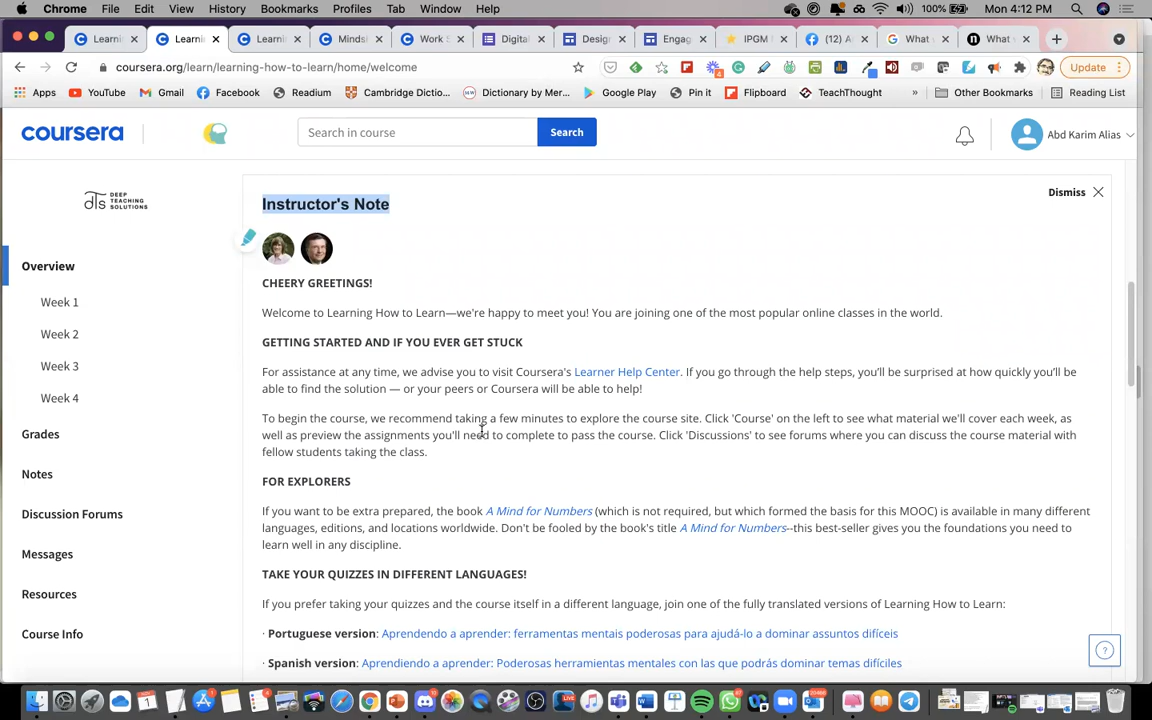 Chrome File Edit View History Bookmarks Profiles Tab Window Help 100% Mon 4:12 PM
Learni Learni Learni Mindsh Work S Digital Design Engag IPGM (12) A What What
coursera.org/learn/learning-how-to-learn/home/welcome 4 Update
Apps YouTube Gmail Facebook Readium Cambridge Dictio... Dictionary by Mer... Google Play Pin it Flipboard TeachThought » Other Bookmarks Reading List
coursera Search in course Search Abd Karim Alias
DEEP
TEACHING
SOLUTIONS
Overview
Week 1
Week 2
Week 3
Week 4
Grades
Notes
Discussion Forums
Messages
Resources
Course Info
Instructor's Note
Dismiss
CHEERY GREETINGS!
Welcome to Learning How to Learn—we're happy to meet you! You are joining one of the most popular online classes in the world.
GETTING STARTED AND IF YOU EVER GET STUCK
For assistance at any time, we advise you to visit Coursera's Learner Help Center. If you go through the help steps, you'll be surprised at how quickly you'll be
able to find the solution — or your peers or Coursera will be able to help!
To begin the course, we recommend taking a few minutes to explore the course site. Click 'Course' on the left to see what material we'll cover each week, as
well as preview the assignments you'll need to complete to pass the course. Click 'Discussions' to see forums where you can discuss the course material with
fellow students taking the class.
FOR EXPLORERS
If you want to be extra prepared, the book A Mind for Numbers (which is not required, but which formed the basis for this MOOC) is available in many different
languages, editions, and locations worldwide. Don't be fooled by the book's title A Mind for Numbers--this best-seller gives you the foundations you need to
learn well in any discipline.
TAKE YOUR QUIZZES IN DIFFERENT LANGUAGES!
If you prefer taking your quizzes and the course itself in a different language, join one of the fully translated versions of Learning How to Learn:
· Portuguese version: Aprendendo a aprender: ferramentas mentais poderosas para ajudá-lo a dominar assuntos difíceis
· Spanish version: Aprendiendo a aprender: Poderosas herramientas mentales con las que podrás dominar temas difíciles